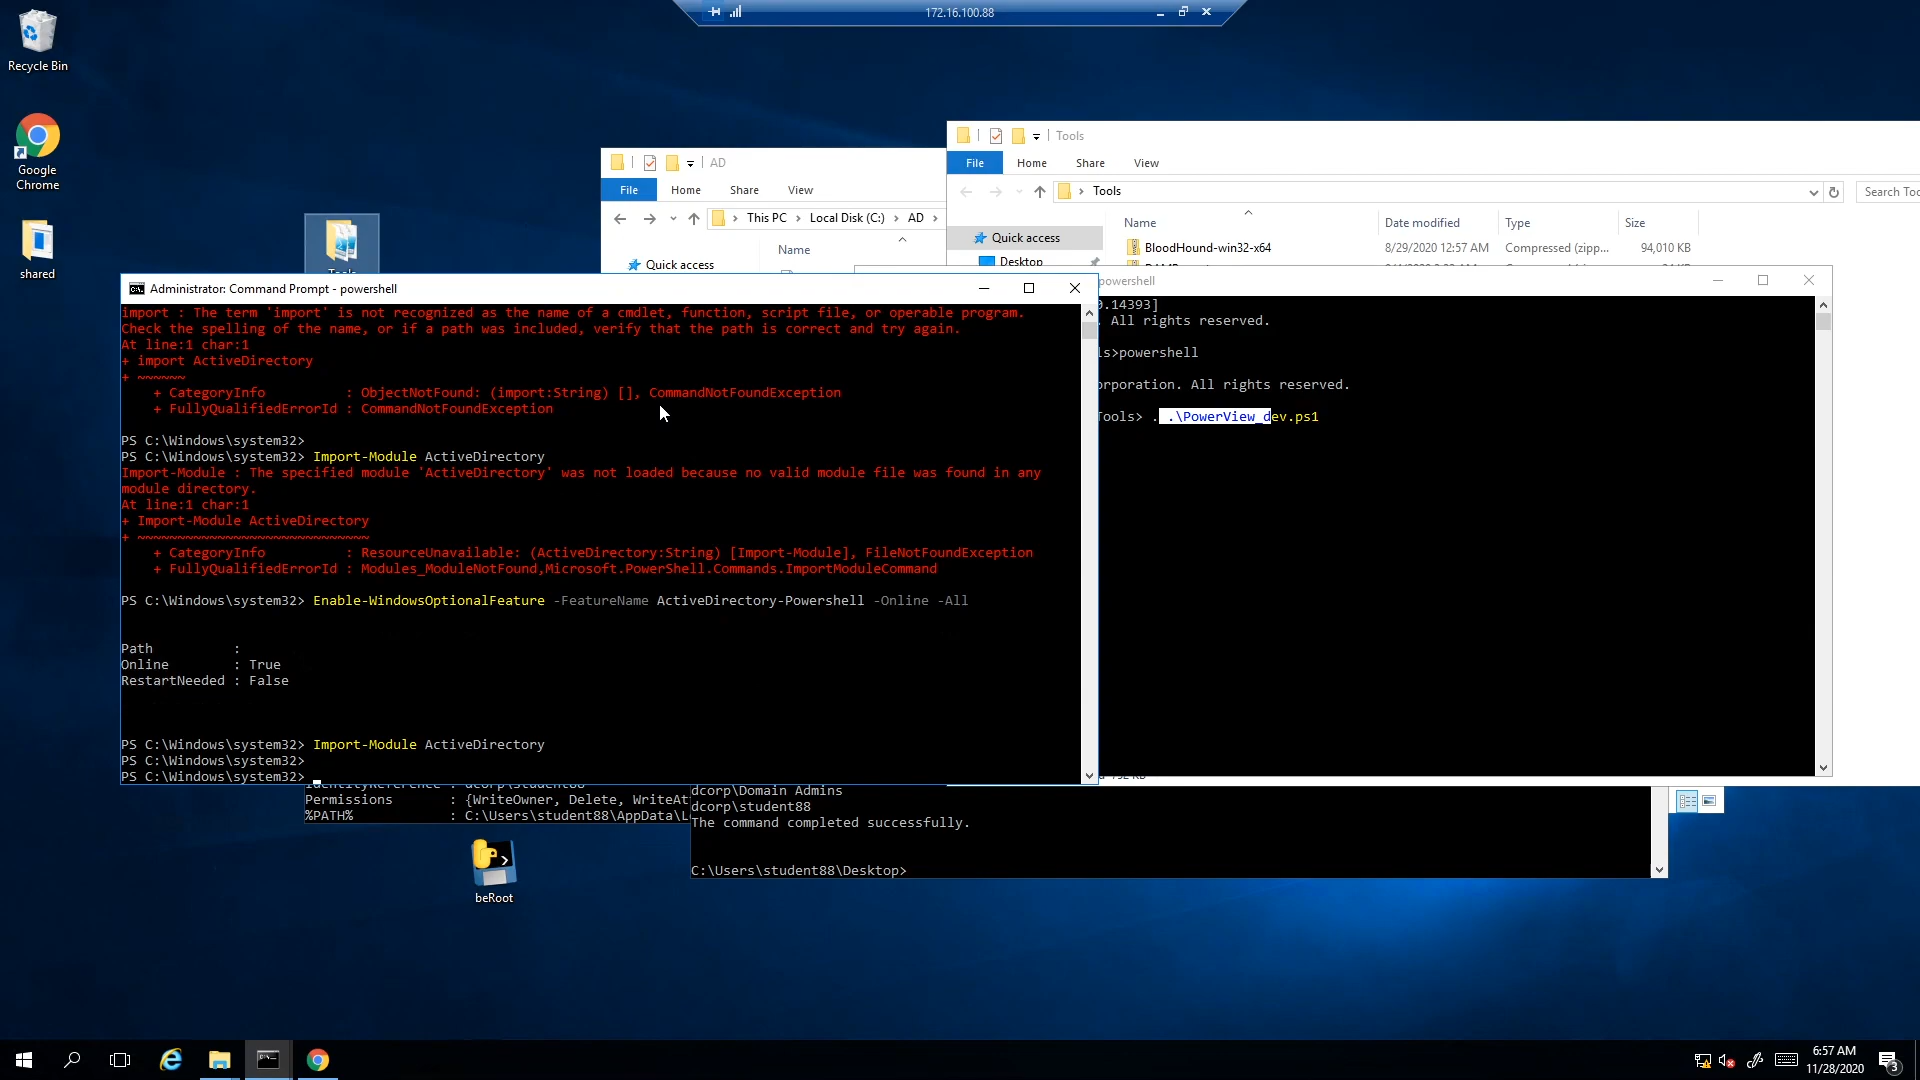 172.16.100.88
Recycle Bin
Google
Chrome
shared
Tools
File Home Share View
Tools
Search Too
Name Date modified Type Size
Quick access
BloodHound-win32-x64 8/29/2020 12:57 AM Compressed (zipp... 94,010 KB
Desktop
AD
File Home Share View
This PC Local Disk (C:) AD
Name
Quick access
Administrator: Command Prompt - powershell
import : The term 'import' is not recognized as the name of a cmdlet, function, script file, or operable program.
Check the spelling of the name, or if a path was included, verify that the path is correct and try again.
At line:1 char:1
+ import ActiveDirectory
+ ~~~~~~
+ CategoryInfo : ObjectNotFound: (import:String) [], CommandNotFoundException
+ FullyQualifiedErrorId : CommandNotFoundException
PS C:\Windows\system32>
PS C:\Windows\system32> Import-Module ActiveDirectory
Import-Module : The specified module 'ActiveDirectory' was not loaded because no valid module file was found in any
module directory.
At line:1 char:1
+ Import-Module ActiveDirectory
+ ~~~~~~~~~~~~~~~~~~~~~~~~~~~~~
+ CategoryInfo : ResourceUnavailable: (ActiveDirectory:String) [Import-Module], FileNotFoundException
+ FullyQualifiedErrorId : Modules_ModuleNotFound,Microsoft.PowerShell.Commands.ImportModuleCommand
PS C:\Windows\system32> Enable-WindowsOptionalFeature -FeatureName ActiveDirectory-Powershell -Online -All
Path :
Online : True
RestartNeeded : False
PS C:\Windows\system32> Import-Module ActiveDirectory
PS C:\Windows\system32>
PS C:\Windows\system32>
powershell
0.14393]
. All rights reserved.
ls>powershell
orporation. All rights reserved.
Tools> . .\PowerView_dev.ps1
Permissions : {WriteOwner, Delete, WriteAt
%PATH% : C:\Users\student88\AppData\L
dcorp\Domain Admins
dcorp\student88
The command completed successfully.
C:\Users\student88\Desktop>
beRoot
6:57 AM
11/28/2020
3